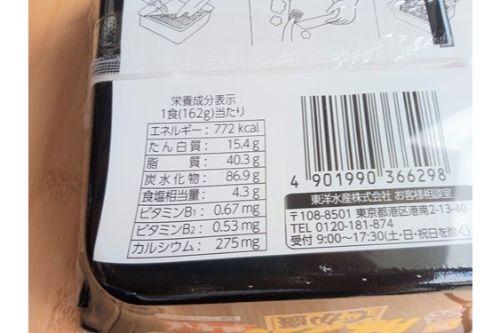 栄養成分表示
1食(162g)当たり
エネルギー: 772 kcal
たん白質: 15.4 g
脂 質: 40.3 g
炭水化物: 86.9 g
食塩相当量: 4.3 g
ビタミンB1: 0.67 mg
ビタミンB2: 0.53 mg
カルシウム: 275 mg
4 901990 366298
東洋水産株式会社 お客様相談室
〒108-8501 東京都港区港南2-13-40
TEL 0120-181-874
受付 9:00~17:30(土・日・祝日を除く)
でか盛